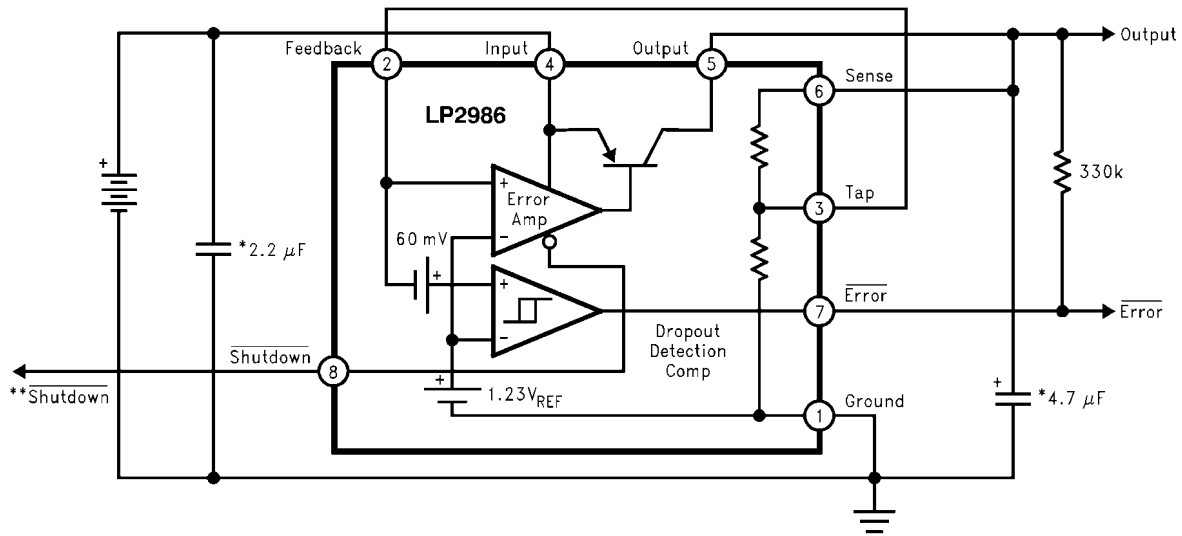 Feedback
Input
Output
Output
2
4
5
Sense
6
LP2986
+
330k
Tap
+
Error
Amp
3
60 mV
−
*2.2 µF
+
+
Error
7
Error
Dropout
Detection
Comp
−
Shutdown
8
**Shutdown
+
1.23VREF
Ground
1
+
*4.7 µF